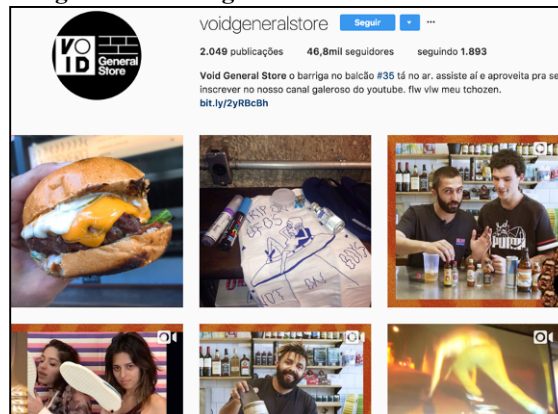 voidgeneralstore Seguir
2.049 publicações 46,8mil seguidores seguindo 1.893
Void General Store o barriga no balcão #35 tá no ar. assiste aí e aproveita pra se
inscrever no nosso canal galeroso do youtube. flw vlw meu tchozen.
bit.ly/2yRBcBh
VOID
General
Store
BOYS